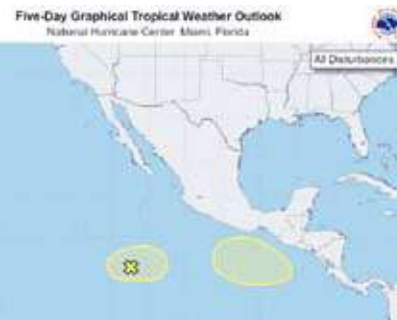 Five-Day Graphical Tropical Weather Outlook
National Hurricane Center Miami, Florida
All Disturbances